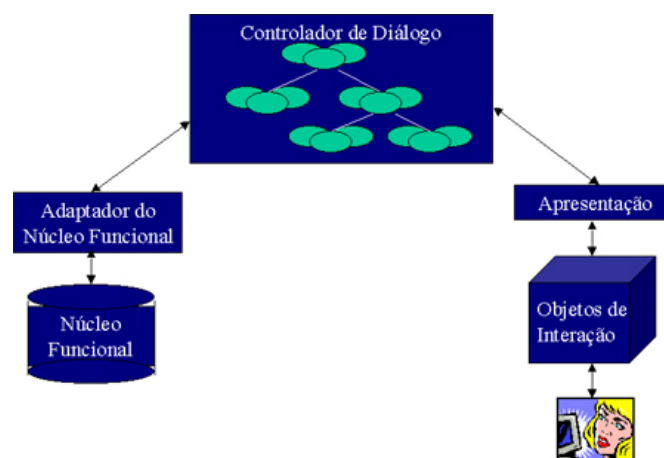 Controlador de Diálogo
Adaptador do
Núcleo Funcional
Apresentação
Núcleo
Funcional
Objetos de
Interação